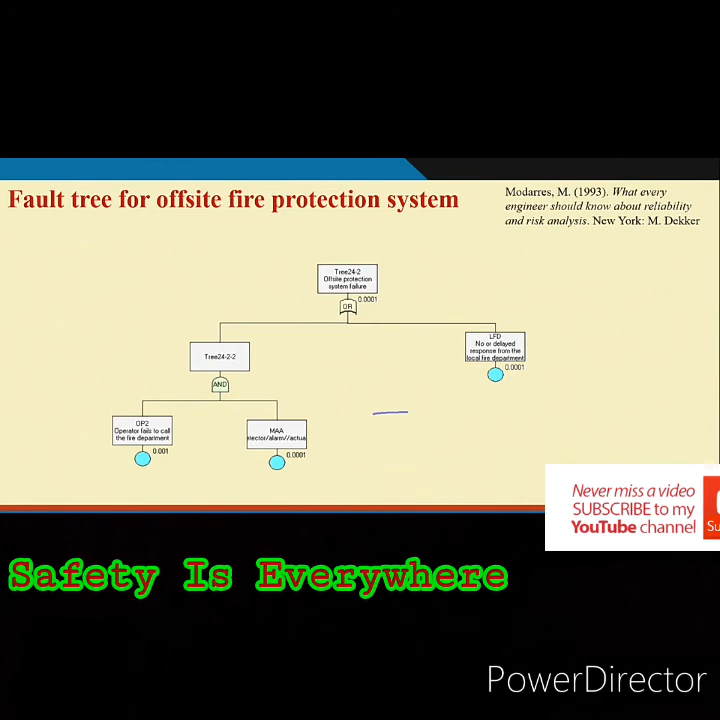 Fault tree for offsite fire protection system
Modarres, M. (1993). What every
engineer should know about reliability
and risk analysis. New York: M. Dekker
Tree24-2
Offsite protection
system failure
0.0001
OR
Tree24-2-2
AND
LFD
No or delayed
response from the
local fire department
0.0001
OP2
Operator fails to call
the fire department
0.001
MAA
etector/alarm//actua
0.0001
Never miss a video
SUBSCRIBE to my
YouTube channel
Su
Safety Is Everywhere
PowerDirector